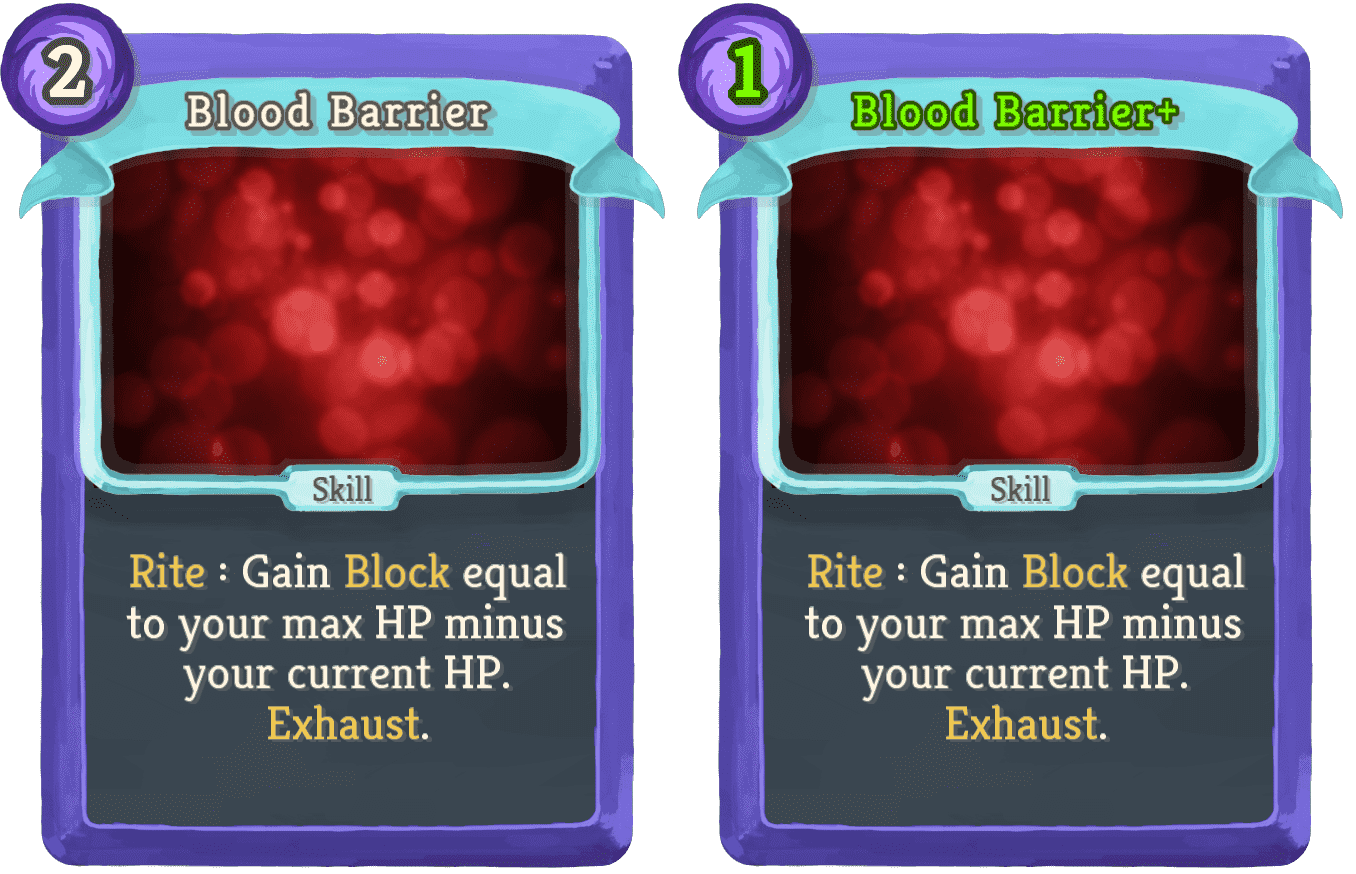 2
Blood Barrier
Skill
Rite : Gain Block equal
to your max HP minus
your current HP.
Exhaust.
1
Blood Barrier+
Skill
Rite : Gain Block equal
to your max HP minus
your current HP.
Exhaust.